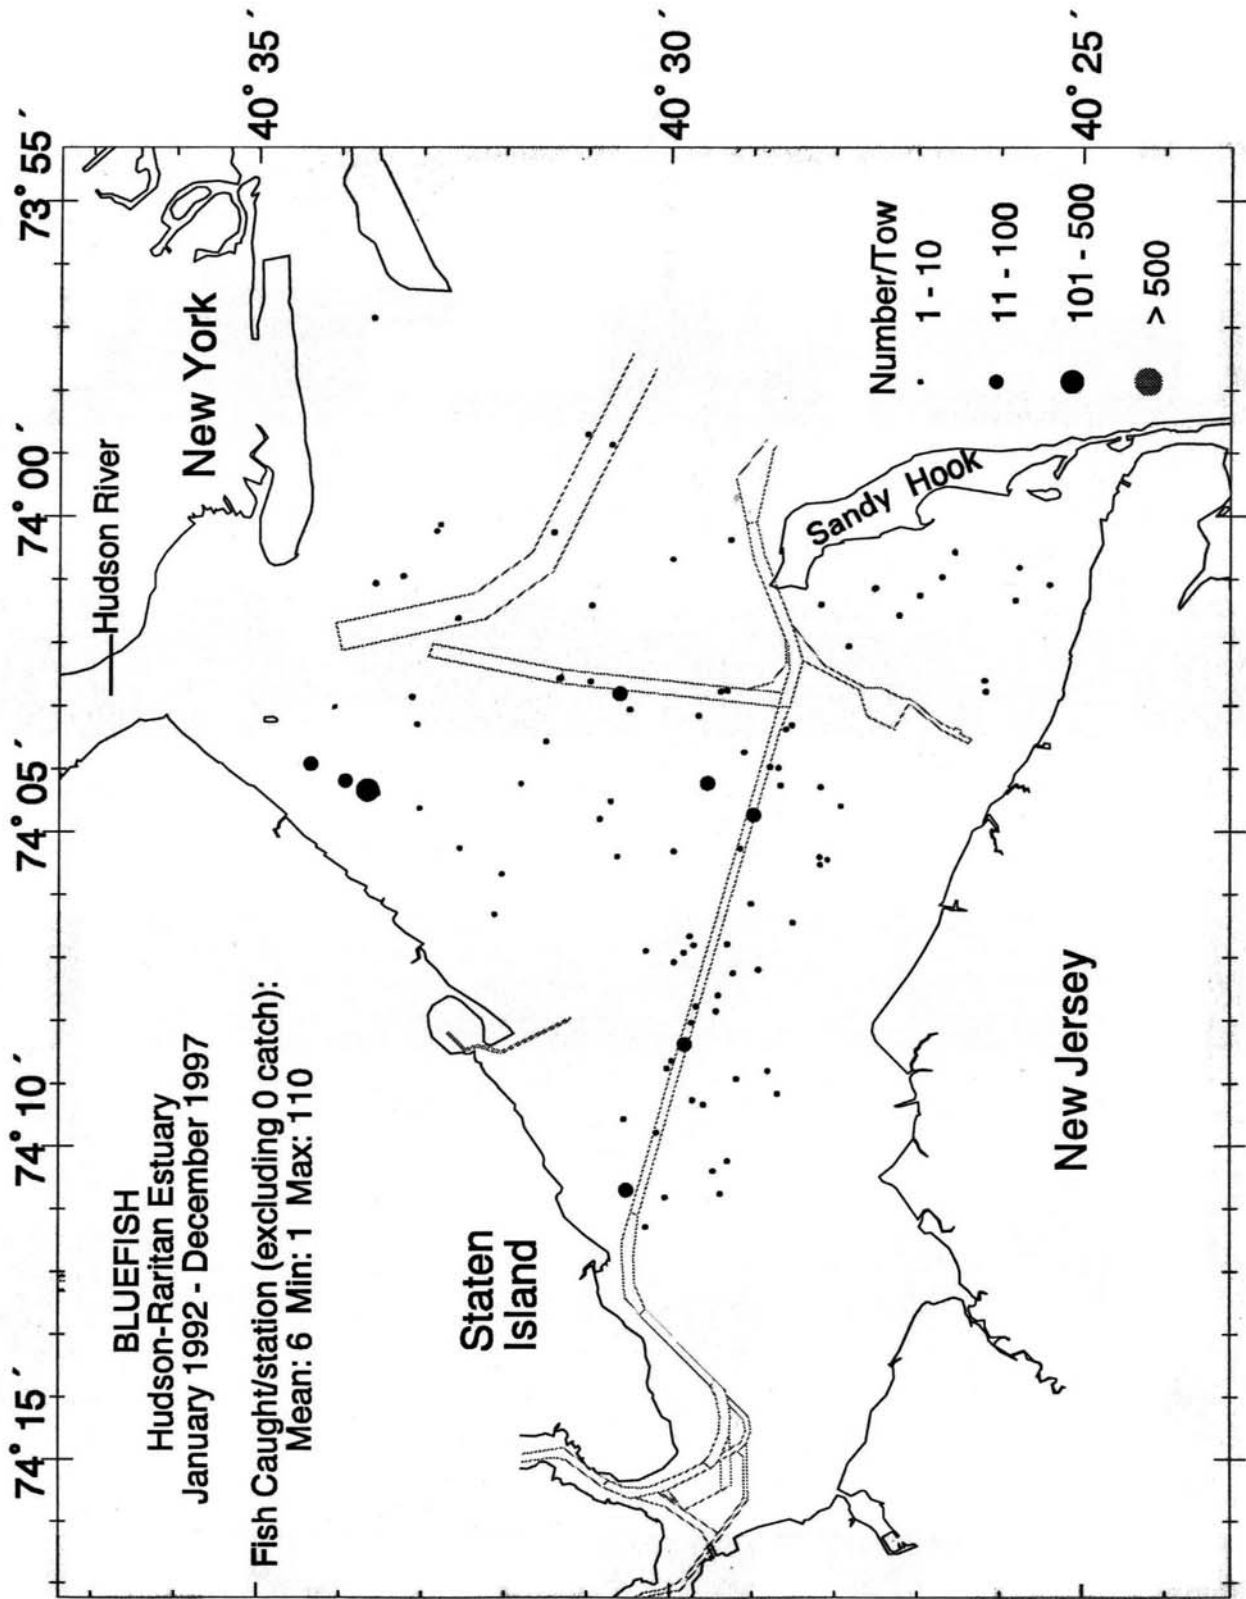 BLUEFISH
Hudson-Raritan Estuary
January 1992 - December 1997
Fish Caught/station (excluding 0 catch):
Mean: 6 Min: 1 Max: 110
74° 15´
74° 10´
74° 05´
74° 00´
73° 55´
40° 35´
40° 30´
40° 25´
Hudson River
New York
Staten
Island
Sandy Hook
New Jersey
Number/Tow
1 - 10
11 - 100
101 - 500
> 500